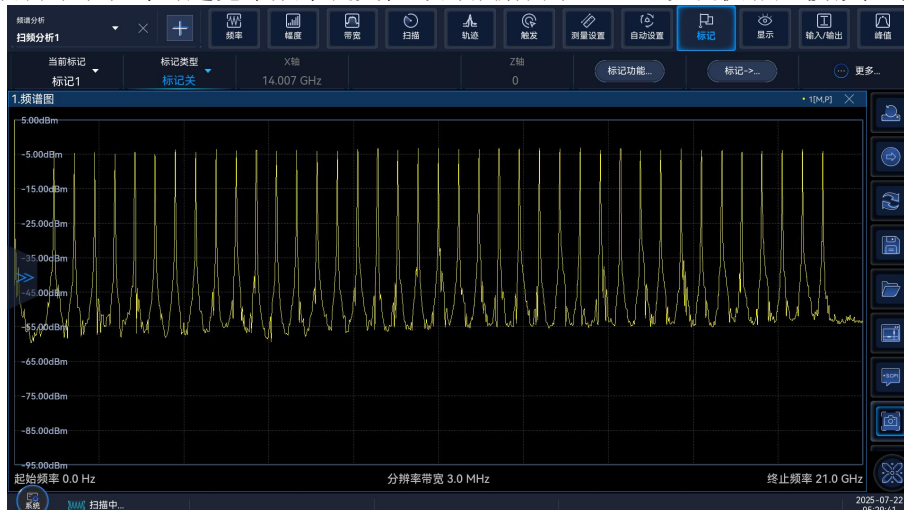 频谱分析
扫频分析1
频率
幅度
带宽
扫描
轨迹
触发
测量设置
自动设置
标记
显示
输入/输出
峰值
当前标记
标记1
标记类型
标记关
X轴
14.007 GHz
Z轴
0
标记功能...
标记->...
更多...
1.频谱图
1[M,P]
5.00dBm
-5.00dBm
-15.00dBm
-25.00dBm
-35.00dBm
-45.00dBm
-55.00dBm
-65.00dBm
-75.00dBm
-85.00dBm
-95.00dBm
起始频率 0.0 Hz
分辨率带宽 3.0 MHz
终止频率 21.0 GHz
系统
扫描中...
2025-07-22